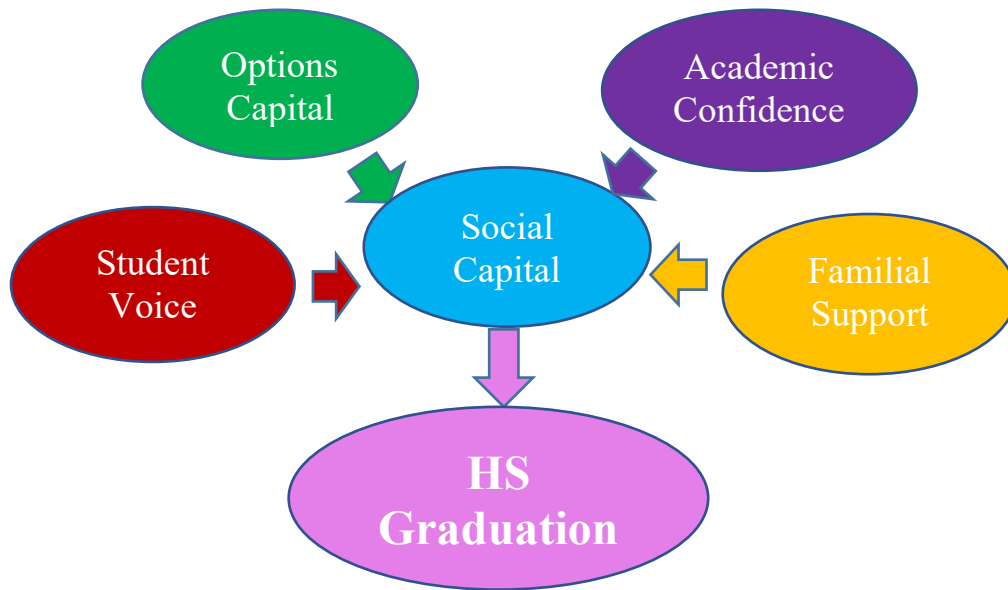 Options
Capital
Academic
Confidence
Student
Voice
Social
Capital
Familial
Support
HS
Graduation